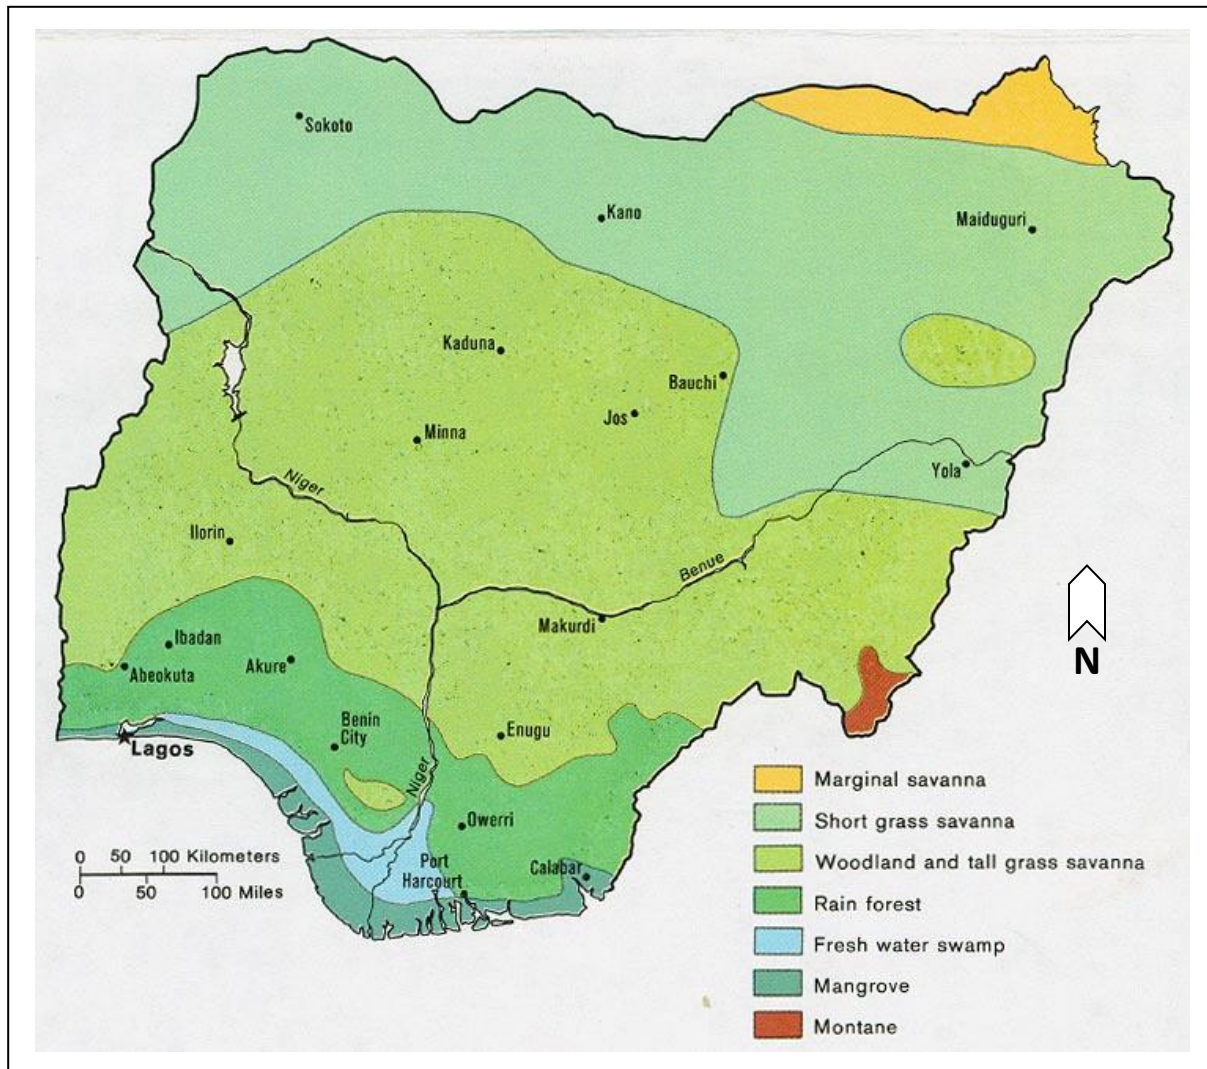 Sokoto
Kano
Maiduguri
Kaduna
Bauchi
Jos
Minna
Yola
Niger
Ilorin
Benue
Makurdi
Ibadan
Akure
Abeokuta
N
Benin
City
Enugu
Lagos
Niger
Owerri
Port
Harcourt
Calabar
0 50 100 Kilometers
0 50 100 Miles
Marginal savanna
Short grass savanna
Woodland and tall grass savanna
Rain forest
Fresh water swamp
Mangrove
Montane